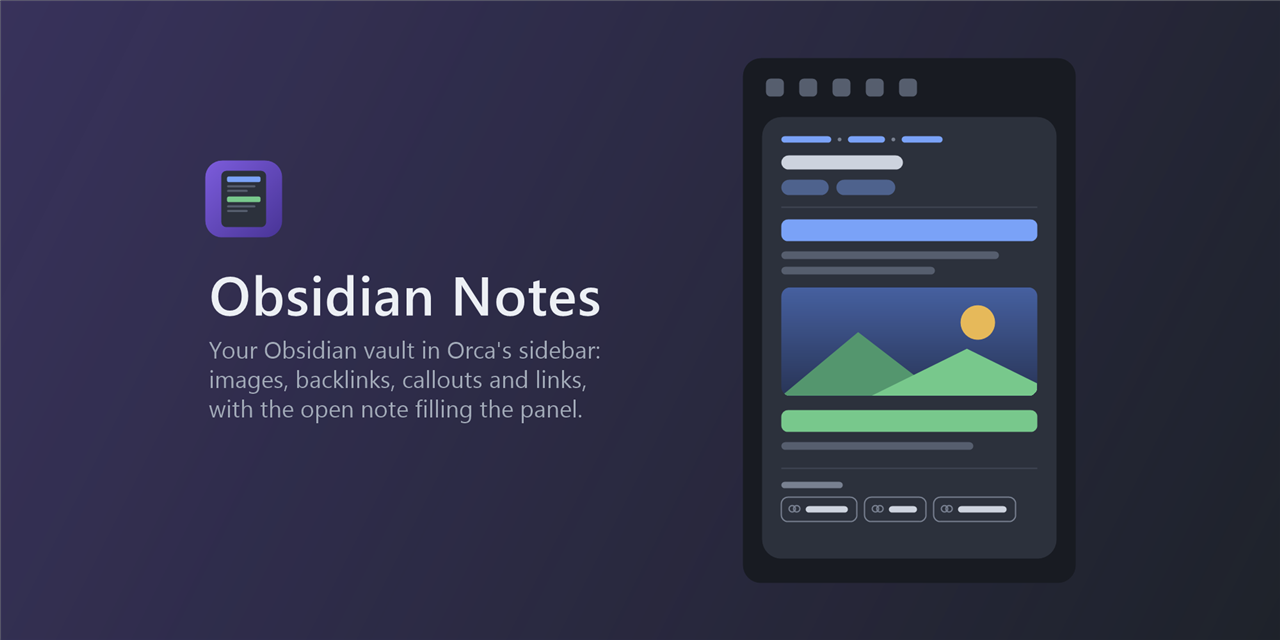 Obsidian Notes
Your Obsidian vault in Orca's sidebar:
images, backlinks, callouts and links,
with the open note filling the panel.